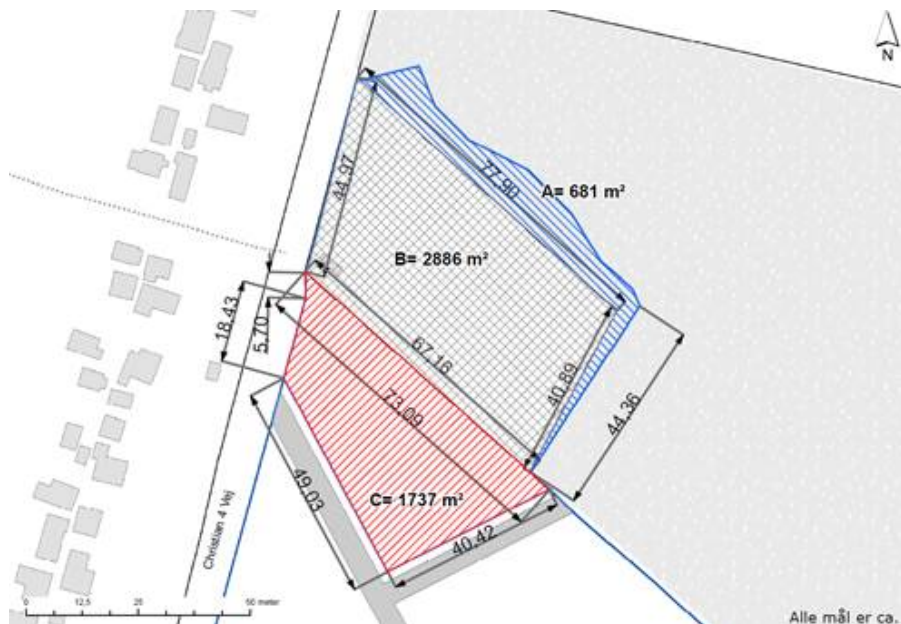 N
77,90
A= 681 m²
44,97
B= 2886 m²
18,43
5,70
67,16
40,89
73,09
44,36
49,03
C= 1737 m²
40,42
Christian 4 Vej
0 12,5 25 50 meter
Alle mål er ca.